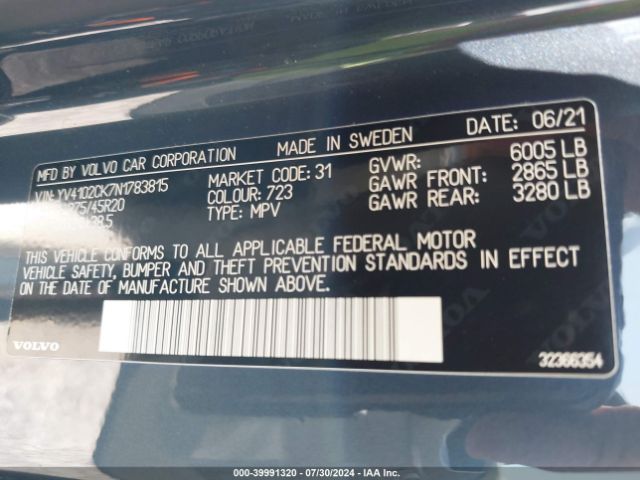 MFD BY VOLVO CAR CORPORATION MADE IN SWEDEN DATE: 06/21
VIN: YV4102CK7N1783815 MARKET CODE: 31 GVWR: 6005 LB
275/45R20 COLOUR: 723 GAWR FRONT: 2865 LB
TYPE: MPV GAWR REAR: 3280 LB
THIS VEHICLE CONFORMS TO ALL APPLICABLE FEDERAL MOTOR
VEHICLE SAFETY, BUMPER AND THEFT PREVENTION STANDARDS IN EFFECT
ON THE DATE OF MANUFACTURE SHOWN ABOVE.
VOLVO 32366354
000-39991320 / 07/30/2024 - IAA, Inc.